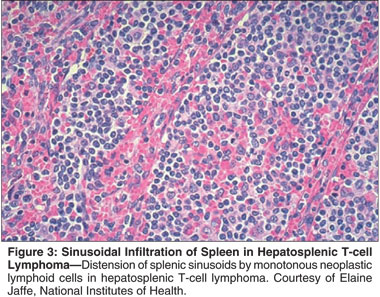 Figure 3: Sinusoidal Infiltration of Spleen in Hepatosplenic T-cell
Lymphoma—Distension of splenic sinusoids by monotonous neoplastic
lymphoid cells in hepatosplenic T-cell lymphoma. Courtesy of Elaine
Jaffe, National Institutes of Health.